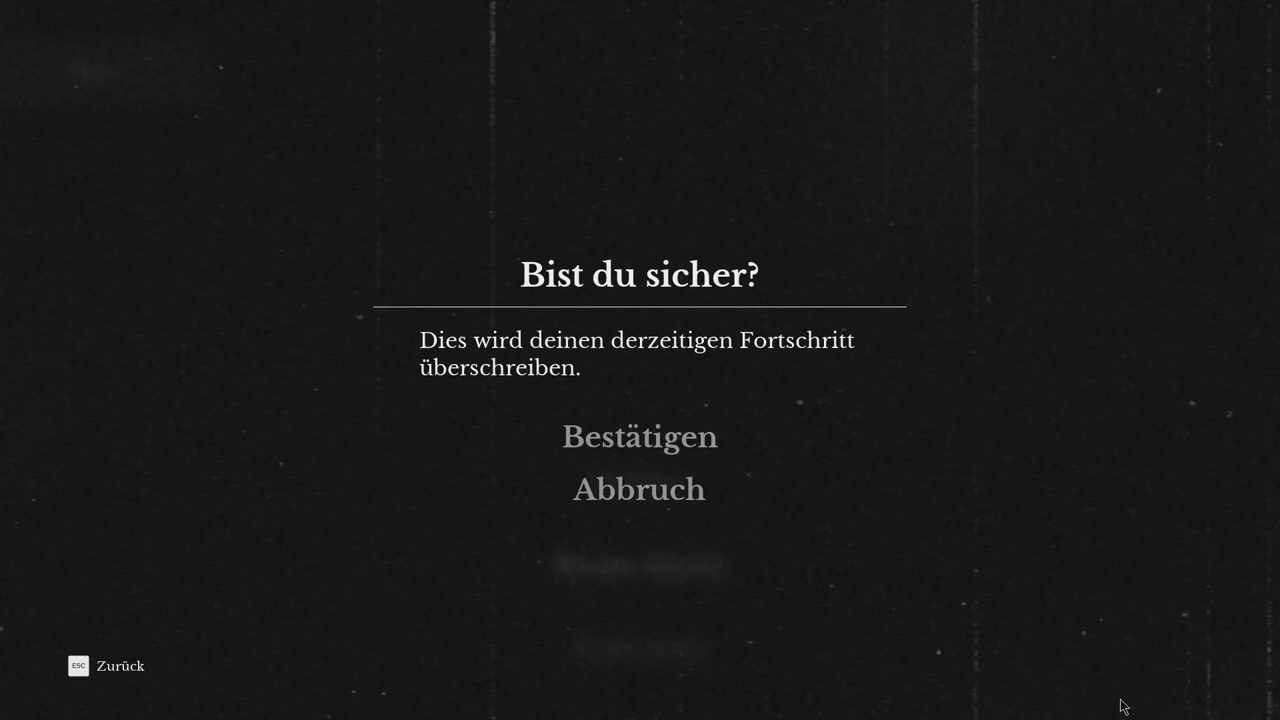 Bist du sicher?
Dies wird deinen derzeitigen Fortschritt
überschreiben.
Bestätigen
Abbruch
ESC Zurück